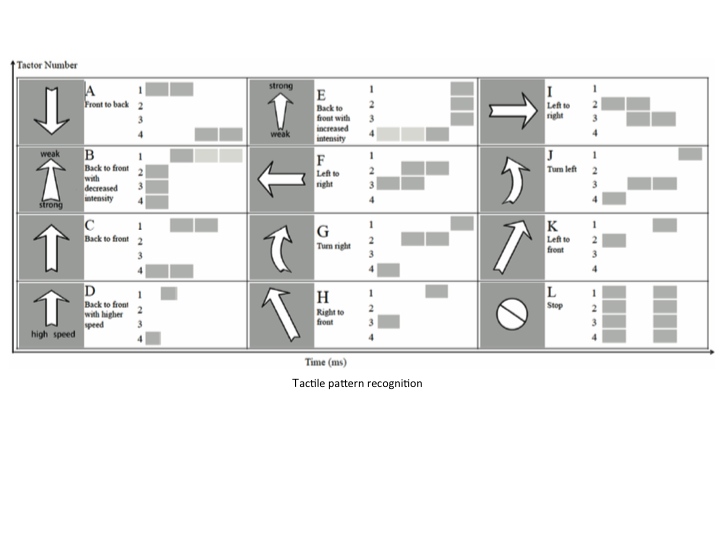 Tactor Number
A
Front to back
1
2
3
4
strong
weak
E
Back to
front with
increased
intensity
1
2
3
4
I
Left to
right
1
2
3
4
weak
strong
B
Back to front
with
decreased
intensity
1
2
3
4
F
Left to
right
1
2
3
4
J
Turn left
1
2
3
4
C
Back to front
1
2
3
4
G
Turn right
1
2
3
4
K
Left to
front
1
2
3
4
high speed
D
Back to front
with higher
speed
1
2
3
4
H
Right to
front
1
2
3
4
L
Stop
1
2
3
4
Time (ms)
Tactile pattern recognition